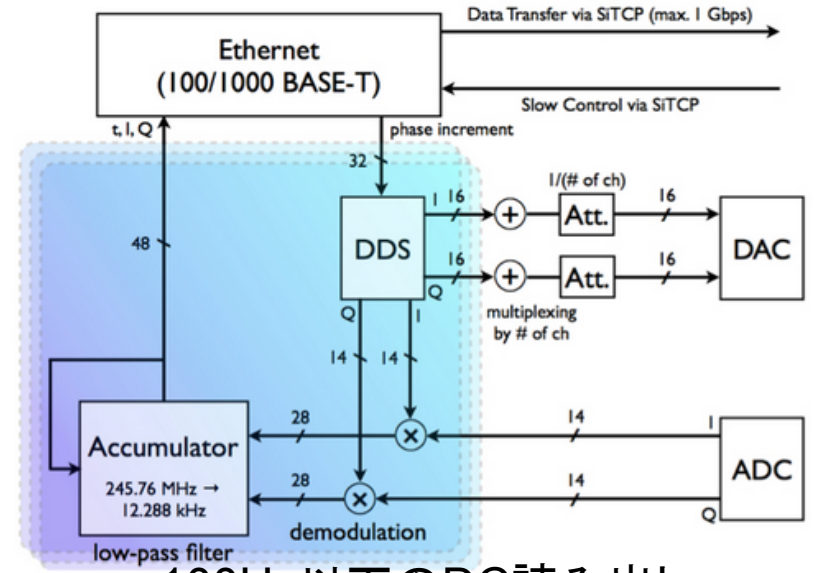 Data Transfer via SiTCP (max. 1 Gbps)
Ethernet
(100/1000 BASE-T)
Slow Control via SiTCP
t, I, Q
phase increment
32
1/(# of ch)
I
16
+
Att.
16
48
DDS
DAC
16
+
Att.
16
Q
Q
I
multiplexing
by # of ch
14
14
28
14
I
Accumulator
×
ADC
245.76 MHz →
12.288 kHz
28
×
14
Q
demodulation
low-pass filter